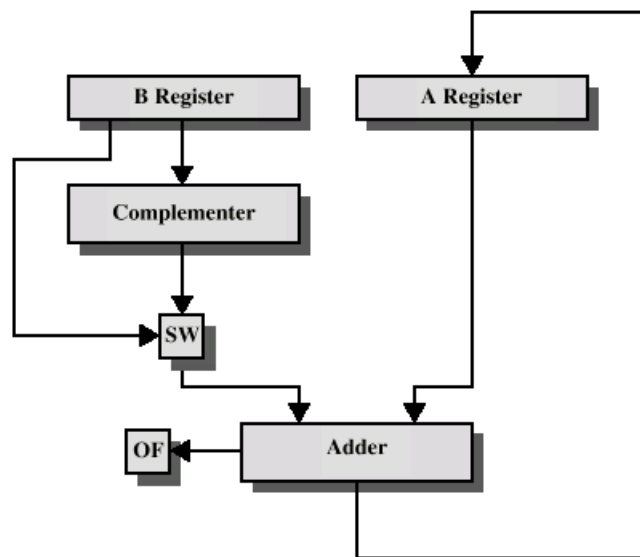 B Register
A Register
Complementer
SW
OF
Adder